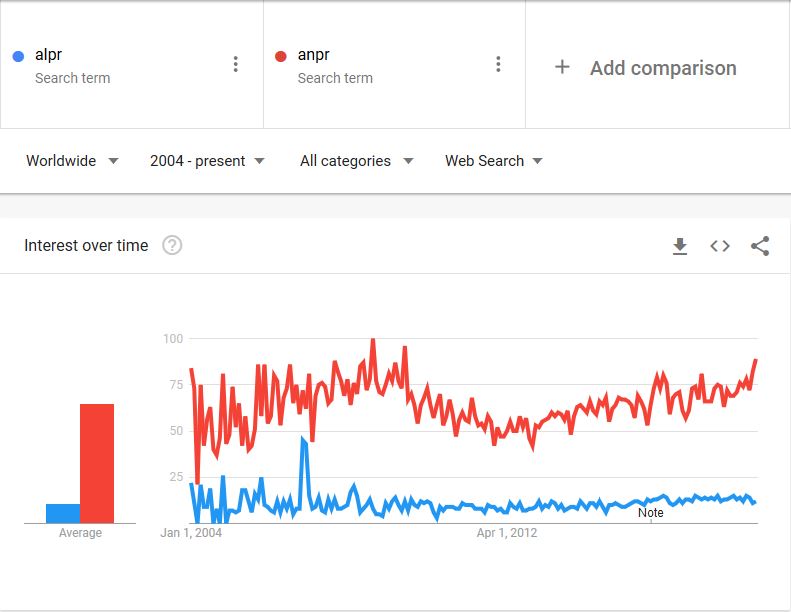 alpr
Search term
anpr
Search term
+ Add comparison
Worldwide
2004 - present
All categories
Web Search
Interest over time
?
100
75
50
25
Note
Average
Jan 1, 2004
Apr 1, 2012